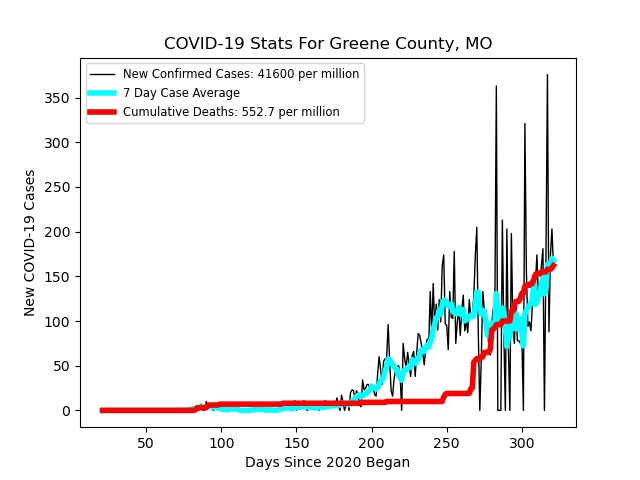 COVID-19 Stats For Greene County, MO
New Confirmed Cases: 41600 per million
7 Day Case Average
Cumulative Deaths: 552.7 per million
New COVID-19 Cases
350
300
250
200
150
100
50
0
50 100 150 200 250 300
Days Since 2020 Began